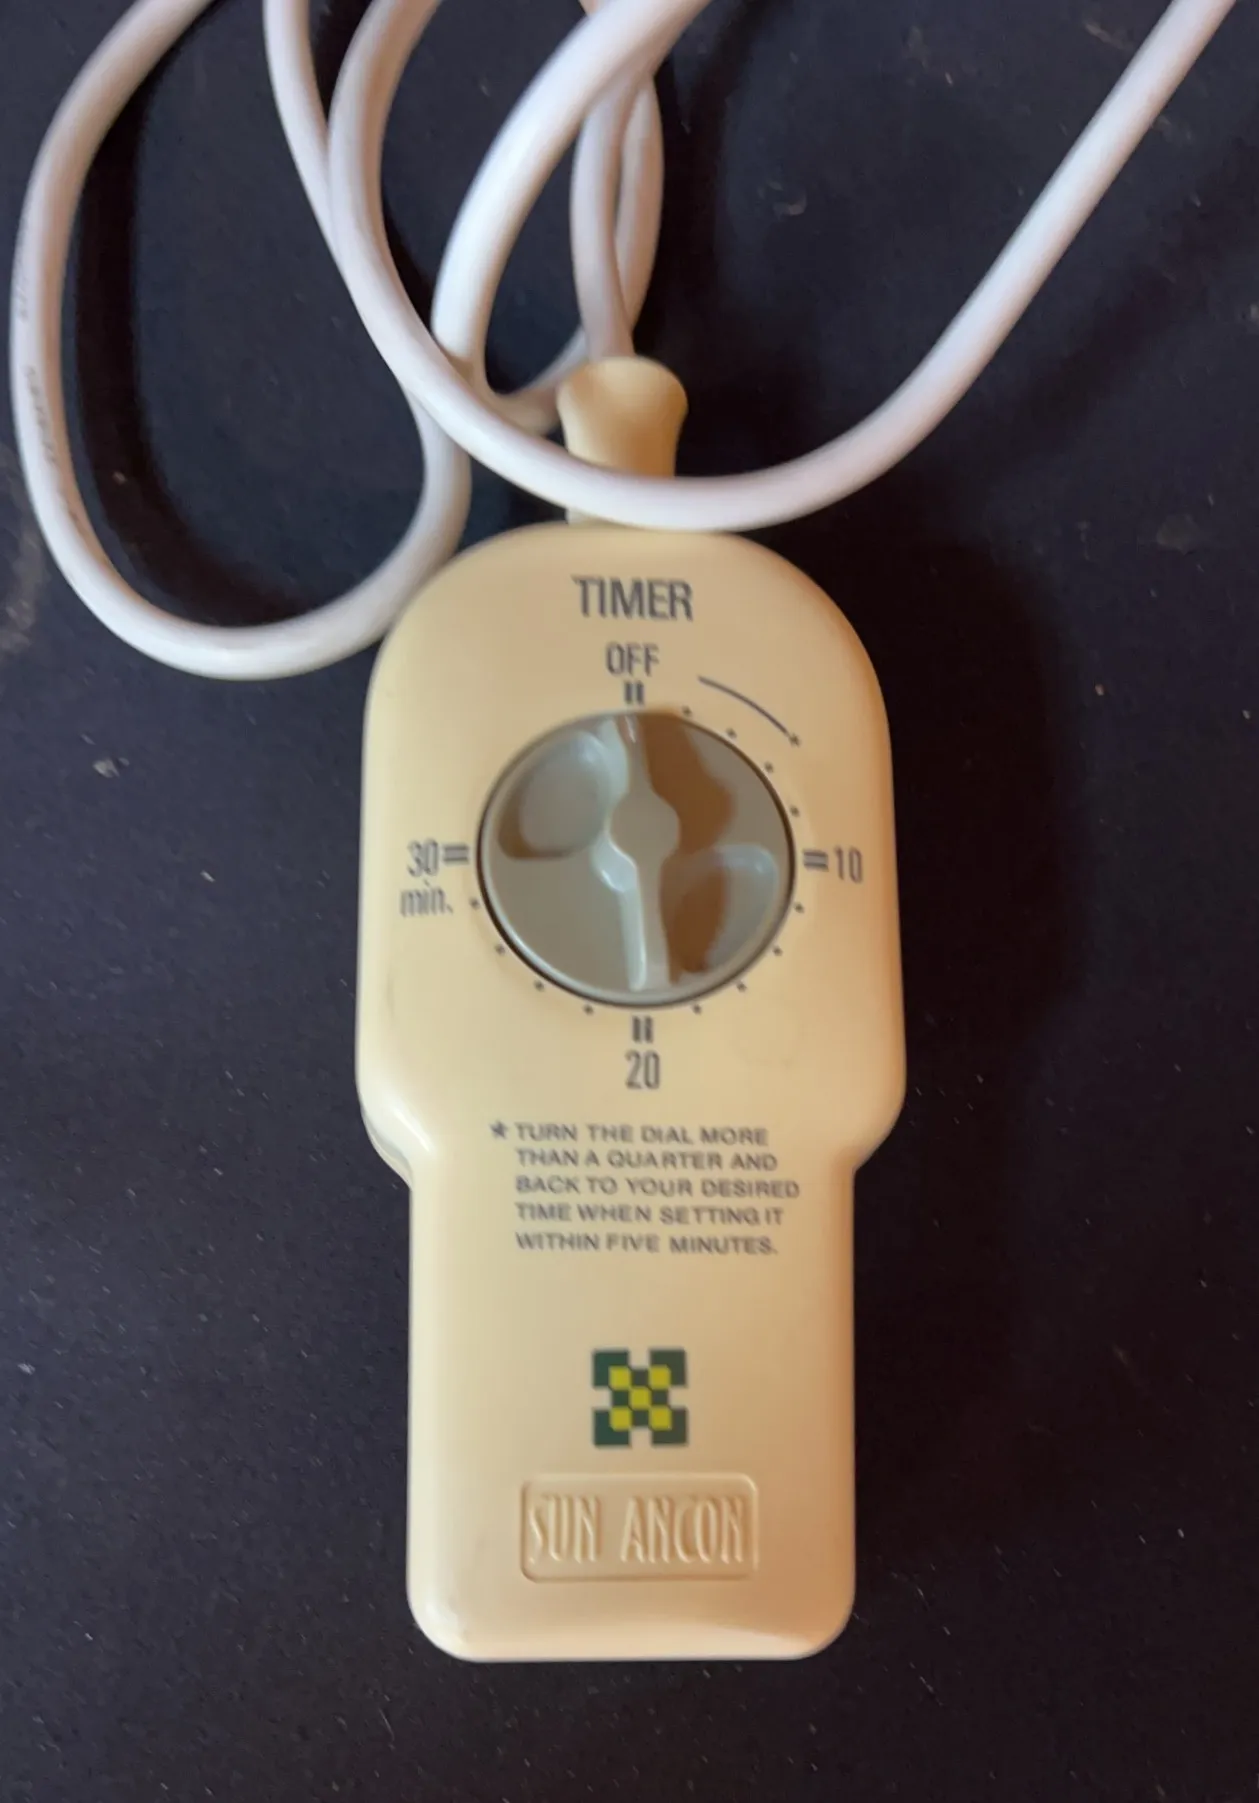 TIMER
OFF
30
min.
10
20
* TURN THE DIAL MORE
THAN A QUARTER AND
BACK TO YOUR DESIRED
TIME WHEN SETTING IT
WITHIN FIVE MINUTES.
SUN ANCON